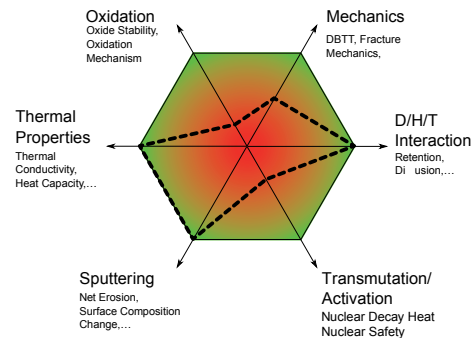 Oxidation
Oxide Stability,
Oxidation
Mechanism
Mechanics
DBTT, Fracture
Mechanics,
Thermal
Properties
Thermal
Conductivity,
Heat Capacity,...
D/H/T
Interaction
Retention,
Di usion,...
Sputtering
Net Erosion,
Surface Composition
Change,...
Transmutation/
Activation
Nuclear Decay Heat
Nuclear Safety